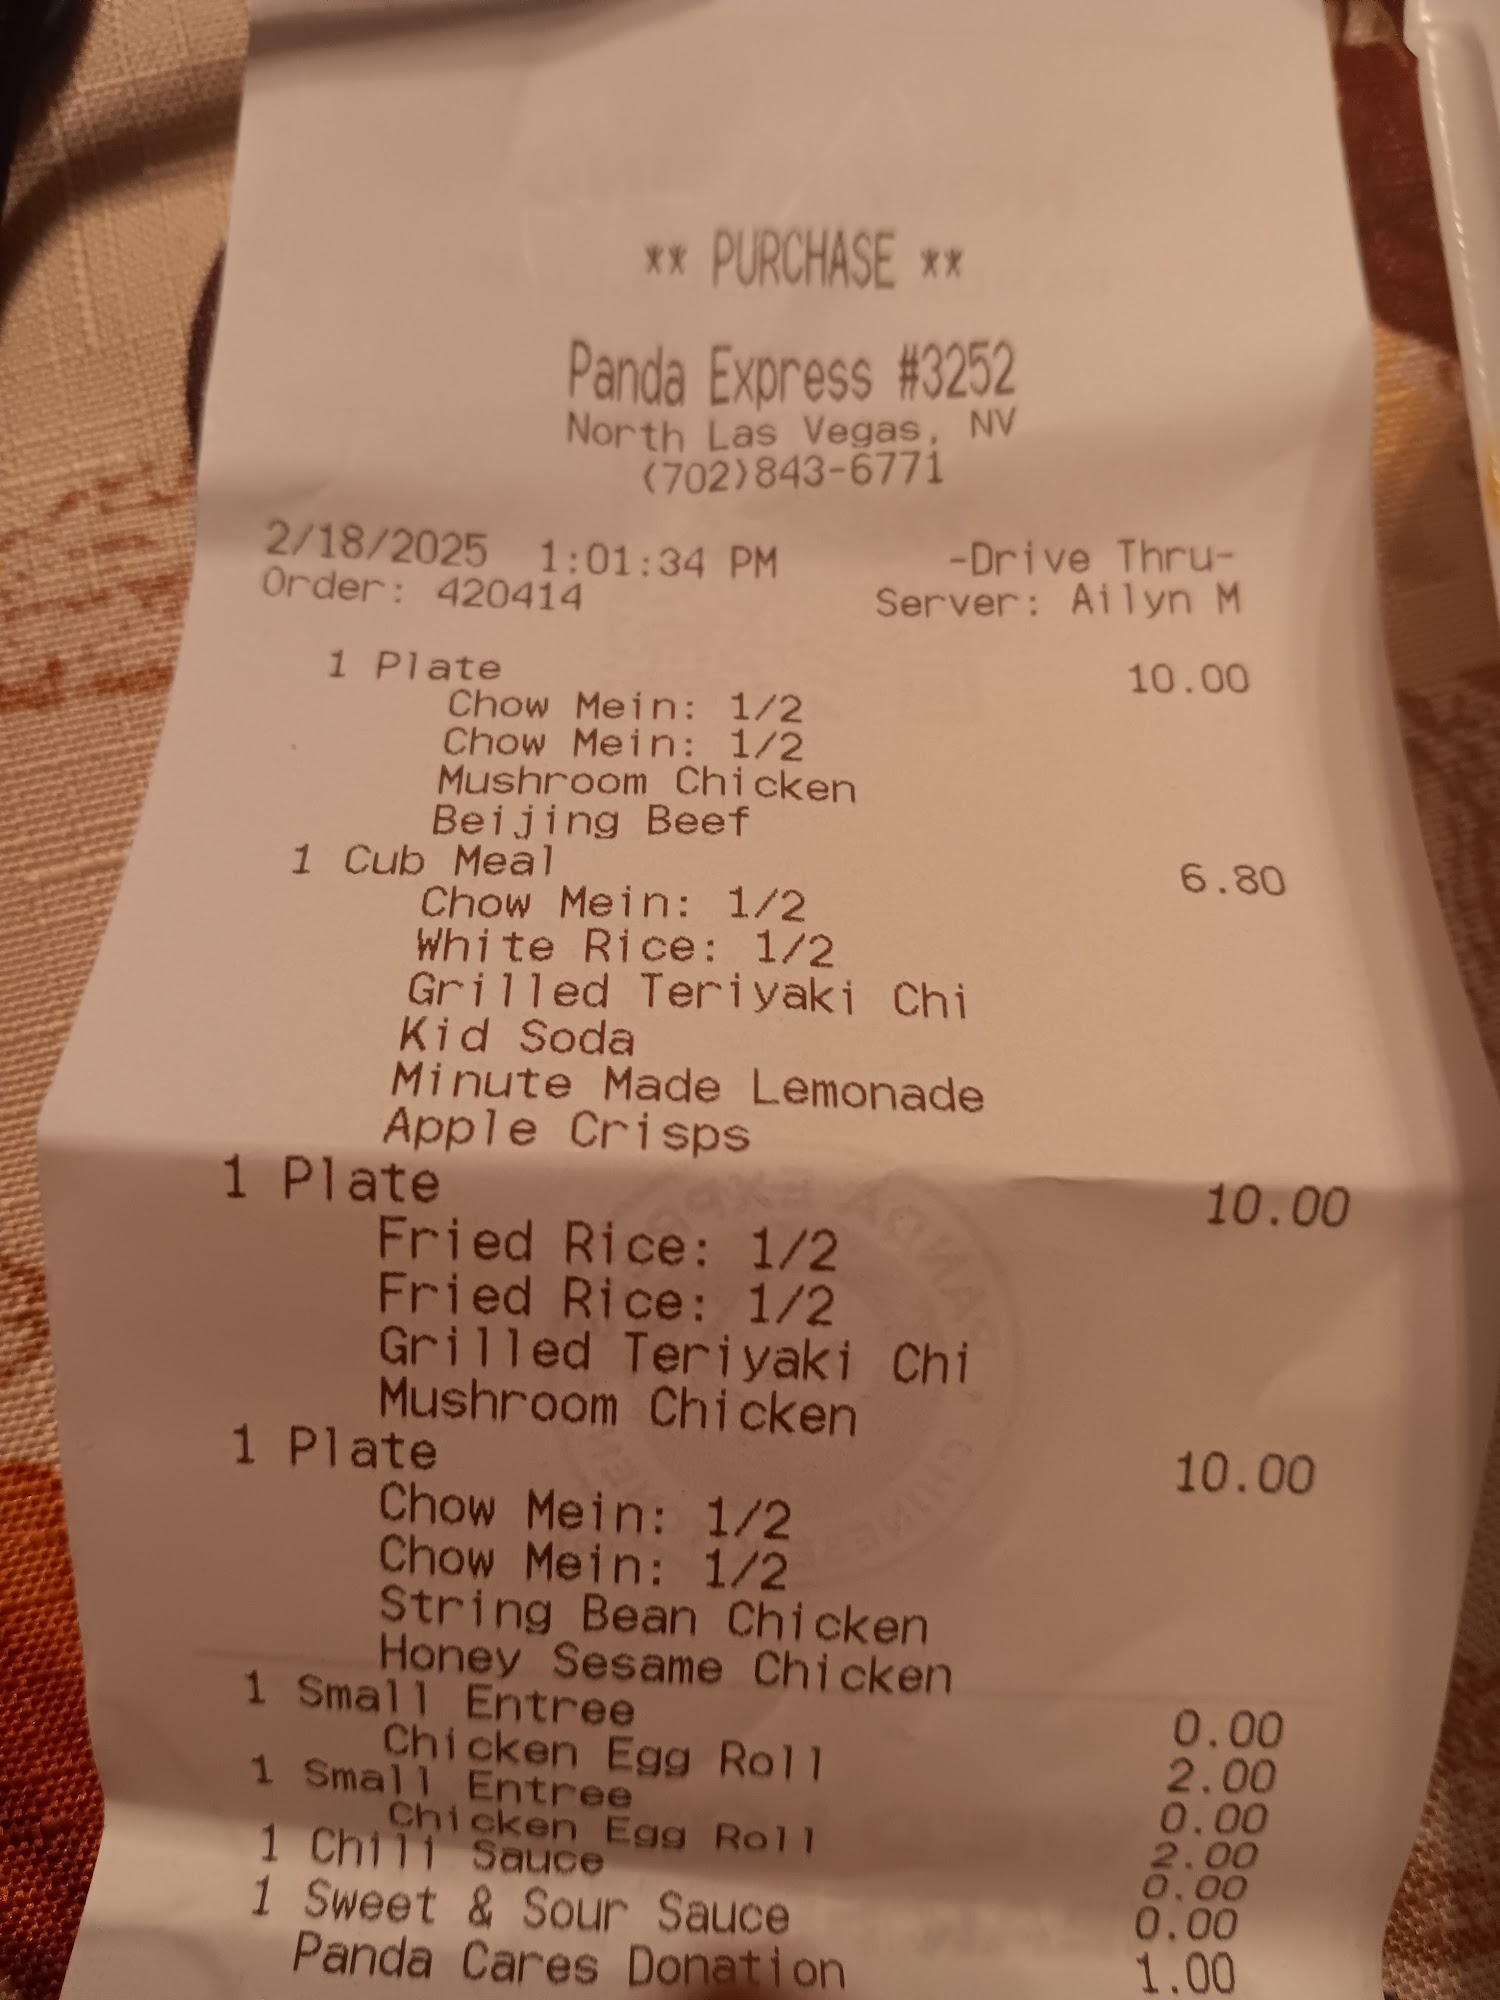 ** PURCHASE **
Panda Express #3252
North Las Vegas, NV
(702)843-6771
2/18/2025 1:01:34 PM -Drive Thru-
Order: 420414 Server: Ailyn M
1 Plate 10.00
Chow Mein: 1/2
Chow Mein: 1/2
Mushroom Chicken
Beijing Beef
1 Cub Meal 6.80
Chow Mein: 1/2
White Rice: 1/2
Grilled Teriyaki Chi
Kid Soda
Minute Made Lemonade
Apple Crisps
1 Plate 10.00
Fried Rice: 1/2
Fried Rice: 1/2
Grilled Teriyaki Chi
Mushroom Chicken
1 Plate 10.00
Chow Mein: 1/2
Chow Mein: 1/2
String Bean Chicken
Honey Sesame Chicken
1 Small Entree 0.00
Chicken Egg Roll 2.00
1 Small Entree 0.00
Chicken Egg Roll 2.00
1 Chili Sauce 0.00
1 Sweet & Sour Sauce 0.00
Panda Cares Donation 1.00